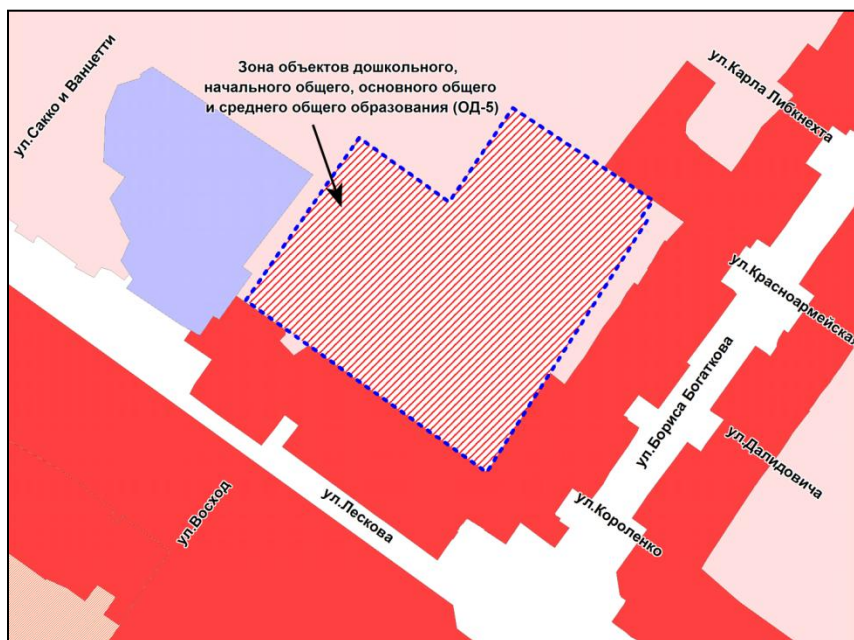 Зона объектов дошкольного,
начального общего, основного общего
и среднего общего образования (ОД-5)
ул.Сакко и Ванцетти
ул.Карла Либкнехта
ул.Красноармейская
ул.Бориса Богаткова
ул.Далидовича
ул.Короленко
ул.Лескова
ул.Восход